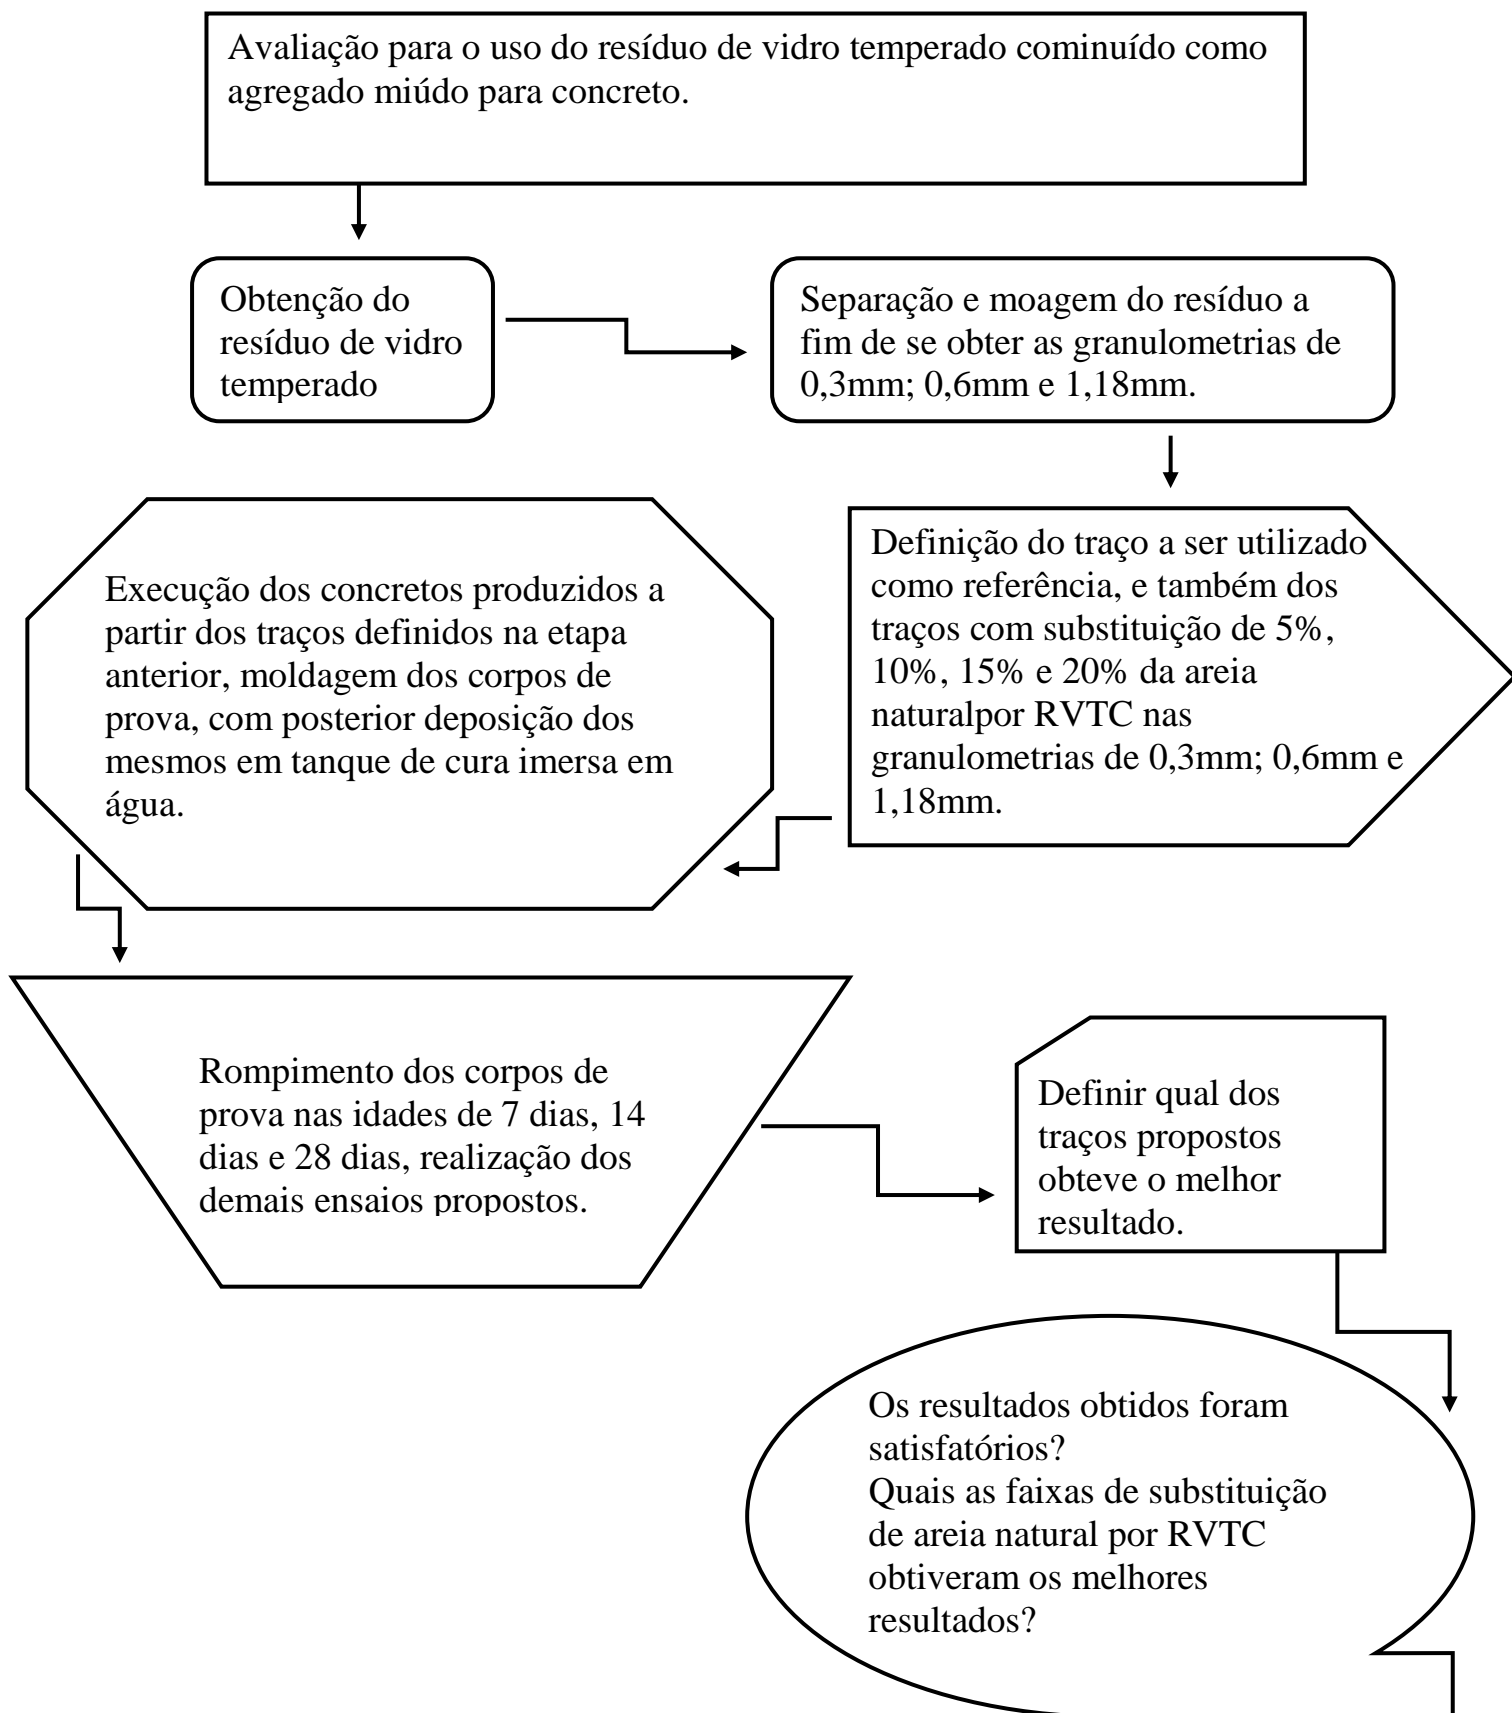 Avaliação para o uso do resíduo de vidro temperado cominuído como
agregado miúdo para concreto.
Obtenção do
resíduo de vidro
temperado
Separação e moagem do resíduo a
fim de se obter as granulometrias de
0,3mm; 0,6mm e 1,18mm.
Definição do traço a ser utilizado
como referência, e também dos
traços com substituição de 5%,
10%, 15% e 20% da areia
naturalpor RVTC nas
granulometrias de 0,3mm; 0,6mm e
1,18mm.
Execução dos concretos produzidos a
partir dos traços definidos na etapa
anterior, moldagem dos corpos de
prova, com posterior deposição dos
mesmos em tanque de cura imersa em
água.
Rompimento dos corpos de
prova nas idades de 7 dias, 14
dias e 28 dias, realização dos
demais ensaios propostos.
Definir qual dos
traços propostos
obteve o melhor
resultado.
Os resultados obtidos foram
satisfatórios?
Quais as faixas de substituição
de areia natural por RVTC
obtiveram os melhores
resultados?